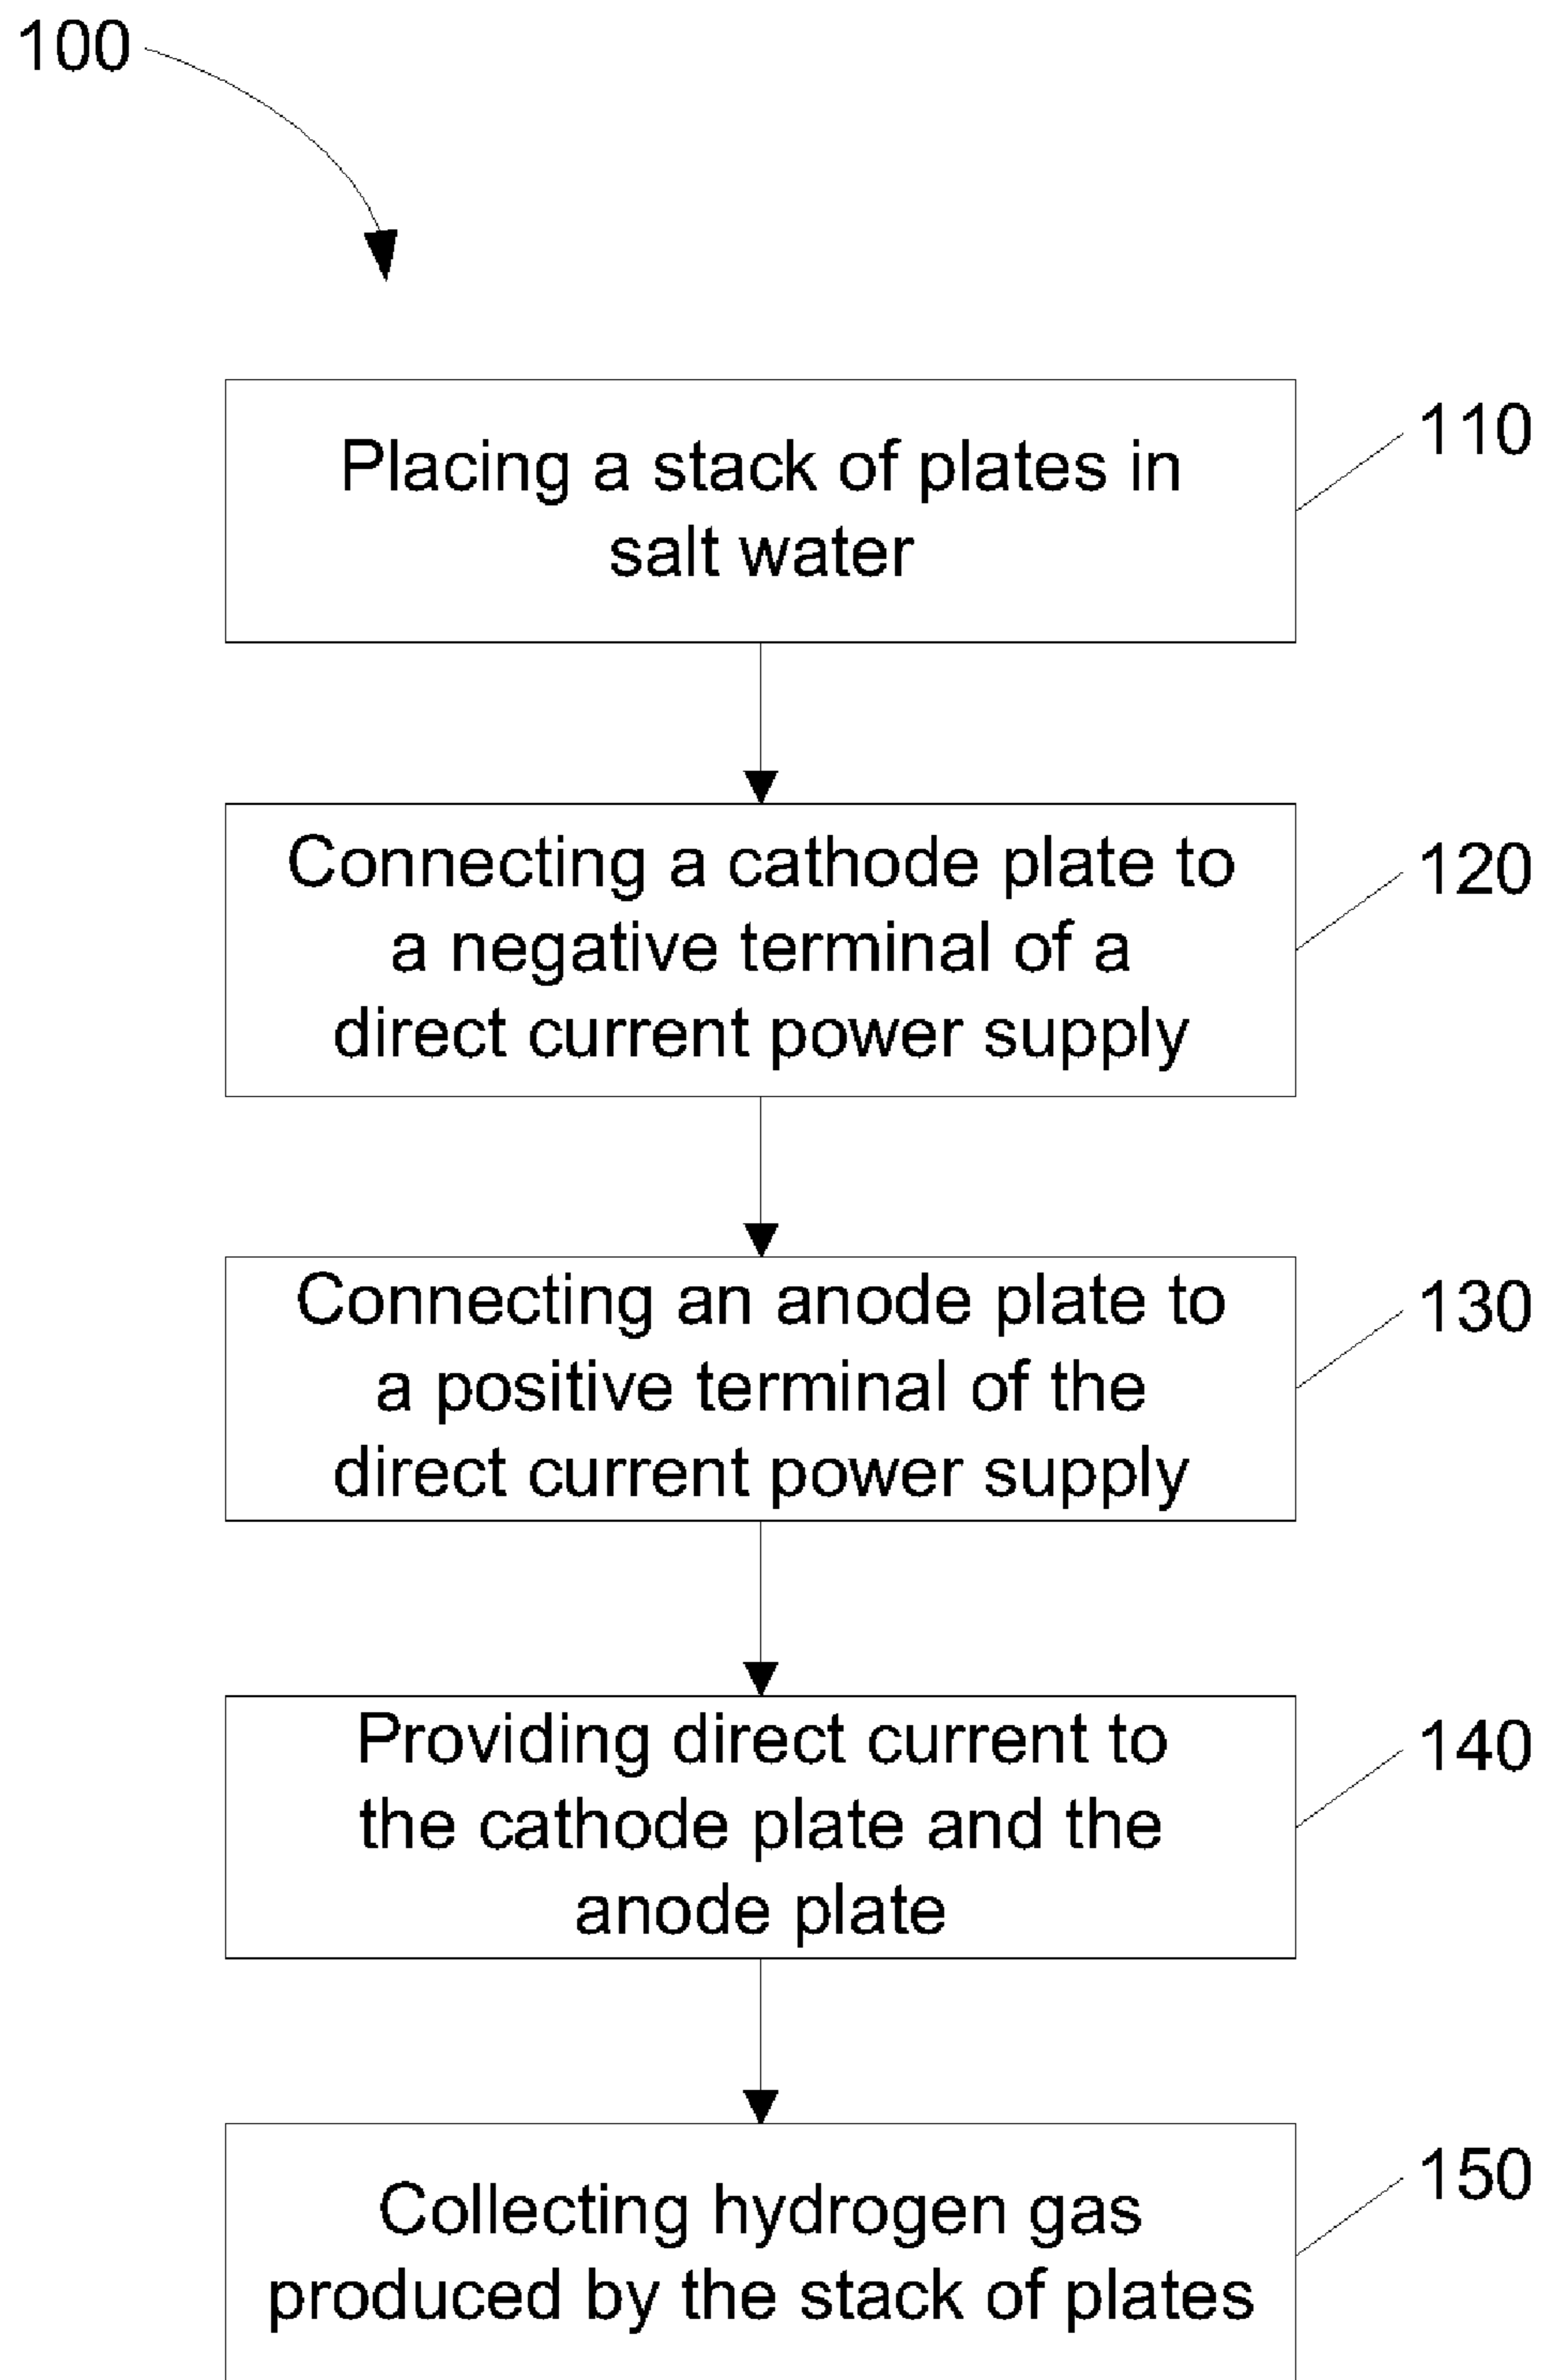 100
Placing a stack of plates in
salt water
110
Connecting a cathode plate to
a negative terminal of a
direct current power supply
120
Connecting an anode plate to
a positive terminal of the
direct current power supply
130
Providing direct current to
the cathode plate and the
anode plate
140
Collecting hydrogen gas
produced by the stack of plates
150